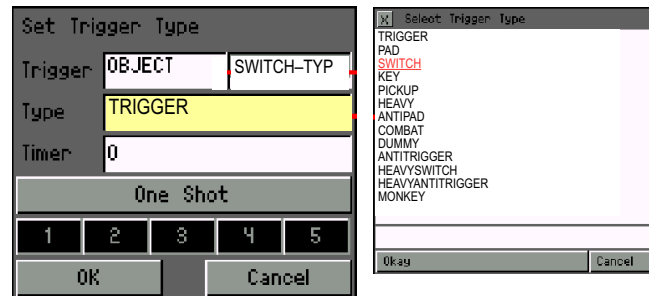 Set Trigger Type
Trigger OBJECT SWITCH–TYP
Type TRIGGER
Timer 0
One Shot
1 2 3 4 5
OK Cancel
X Select Trigger Type
TRIGGER
PAD
SWITCH
KEY
PICKUP
HEAVY
ANTIPAD
COMBAT
DUMMY
ANTITRIGGER
HEAVYSWITCH
HEAVYANTITRIGGER
MONKEY
Okay Cancel